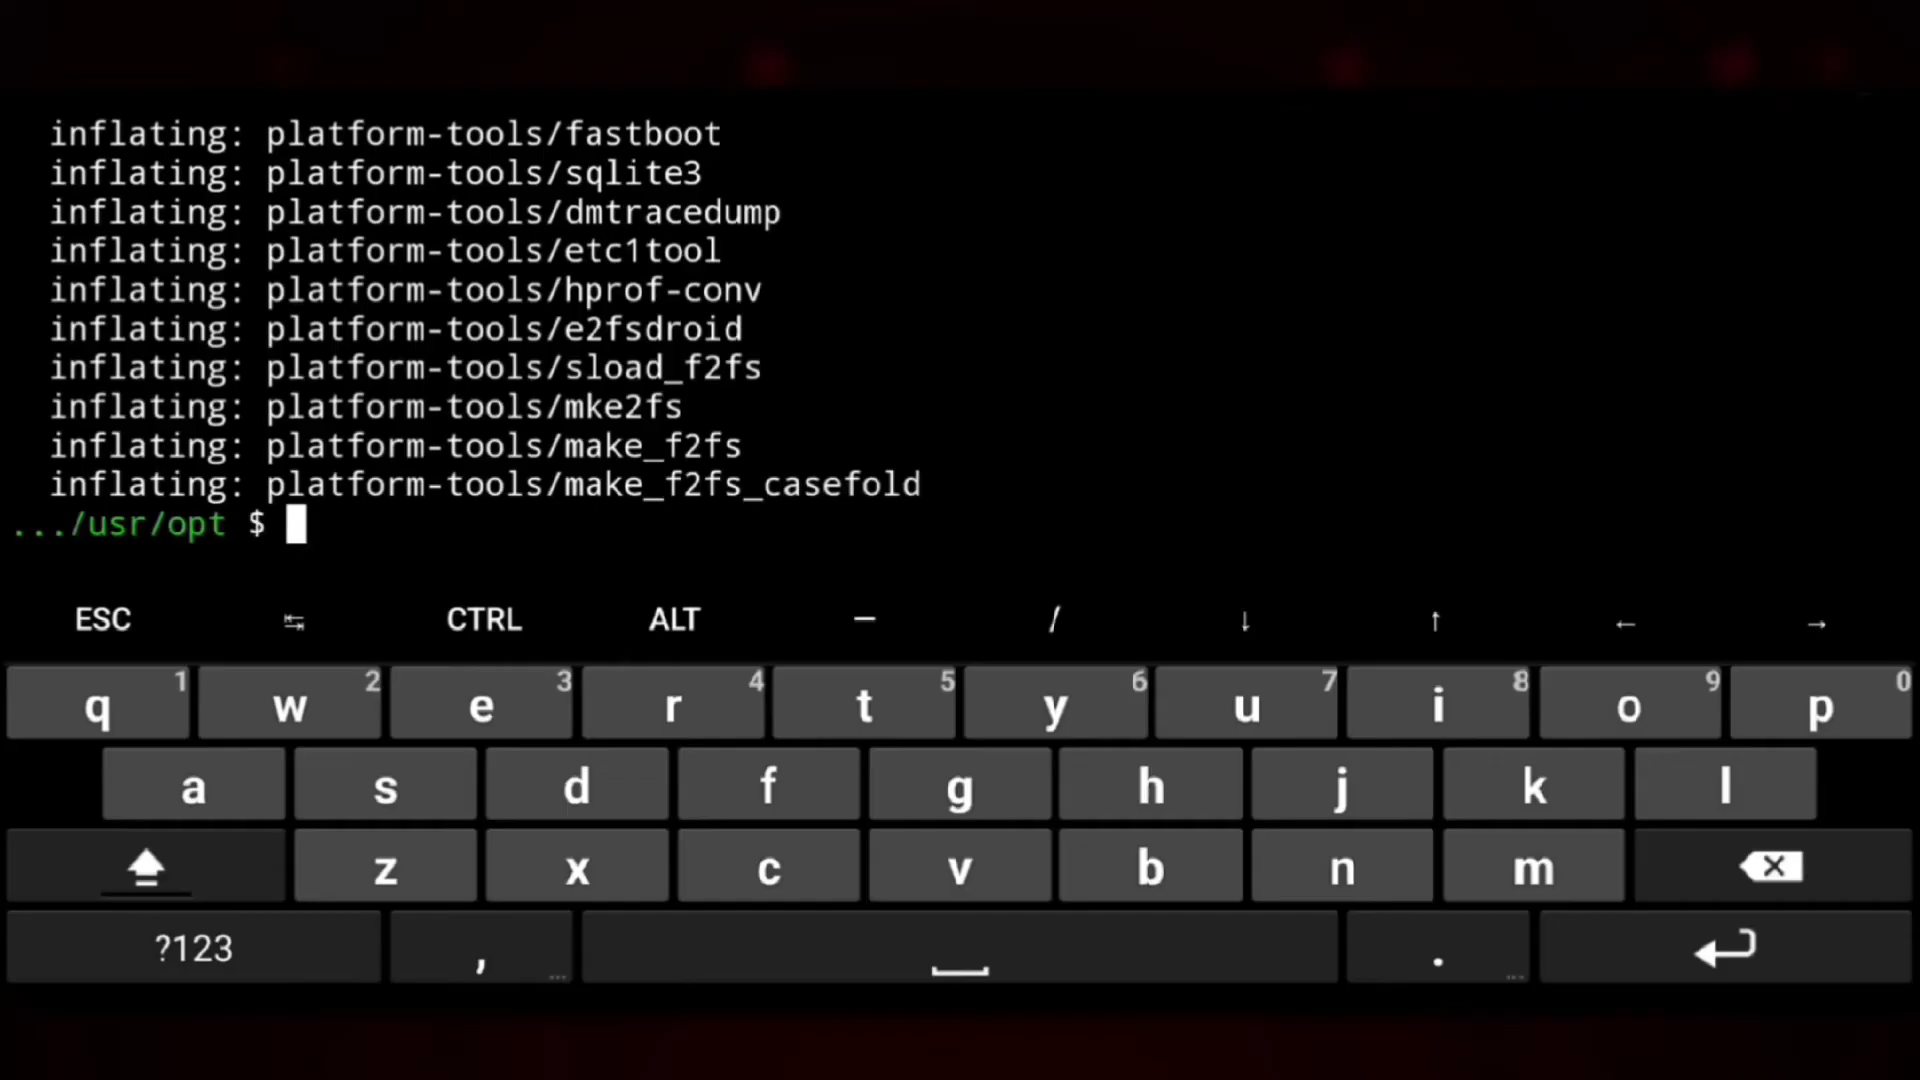 inflating: platform-tools/fastboot
inflating: platform-tools/sqlite3
inflating: platform-tools/dmtracedump
inflating: platform-tools/etc1tool
inflating: platform-tools/hprof-conv
inflating: platform-tools/e2fsdroid
inflating: platform-tools/sload_f2fs
inflating: platform-tools/mke2fs
inflating: platform-tools/make_f2fs
inflating: platform-tools/make_f2fs_casefold
.../usr/opt $
ESC ↹ CTRL ALT — / ↓ ↑ ← →
q 1 w 2 e 3 r 4 t 5 y 6 u 7 i 8 o 9 p 0
a s d f g h j k l
z x c v b n m
?123 , ... . ...